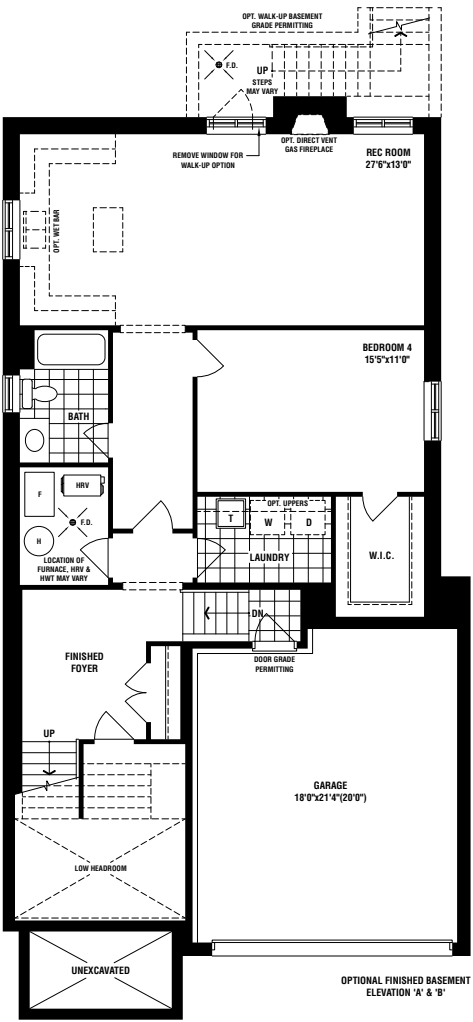 OPT. WALK-UP BASEMENT
GRADE PERMITTING
F.D.
UP
STEPS
MAY VARY
REMOVE WINDOW FOR
WALK-UP OPTION
OPT. DIRECT VENT
GAS FIREPLACE
REC ROOM
27'6"x13'0"
OPT. WET BAR
BEDROOM 4
15'5"x11'0"
BATH
F
HRV
F.D.
H
LOCATION OF
FURNACE, HRV &
HWT MAY VARY
OPT. UPPERS
T
W
D
LAUNDRY
W.I.C.
DN
FINISHED
FOYER
DOOR GRADE
PERMITTING
UP
GARAGE
18'0"x21'4"(20'0")
LOW HEADROOM
UNEXCAVATED
OPTIONAL FINISHED BASEMENT
ELEVATION 'A' & 'B'